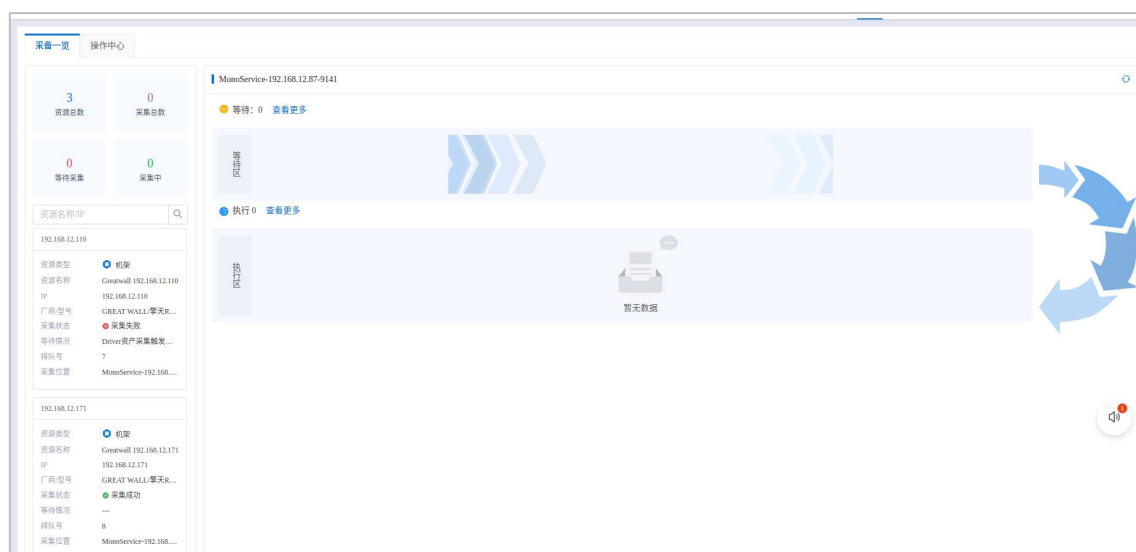 采备一览 操作中心
3
资源总数
0
采集总数
0
等待采集
0
采集中
资源名称/IP
192.168.12.110
资源类型 机架
资源名称 Greatwall 192.168.12.110
IP 192.168.12.110
厂商/型号 GREAT WALL/擎天R...
采集状态 采集失败
等待情况 Driver资产采集触发...
排队号 7
采集位置 MonoService-192.168....
192.168.12.171
资源类型 机架
资源名称 Greatwall 192.168.12.171
IP 192.168.12.171
厂商/型号 GREAT WALL/擎天R...
采集状态 采集成功
等待情况 ---
排队号 8
采集位置 MonoService-192.168....
MonoService-192.168.12.87-9141
等待：0 查看更多
等待区
执行 0 查看更多
执行区
暂无数据
1